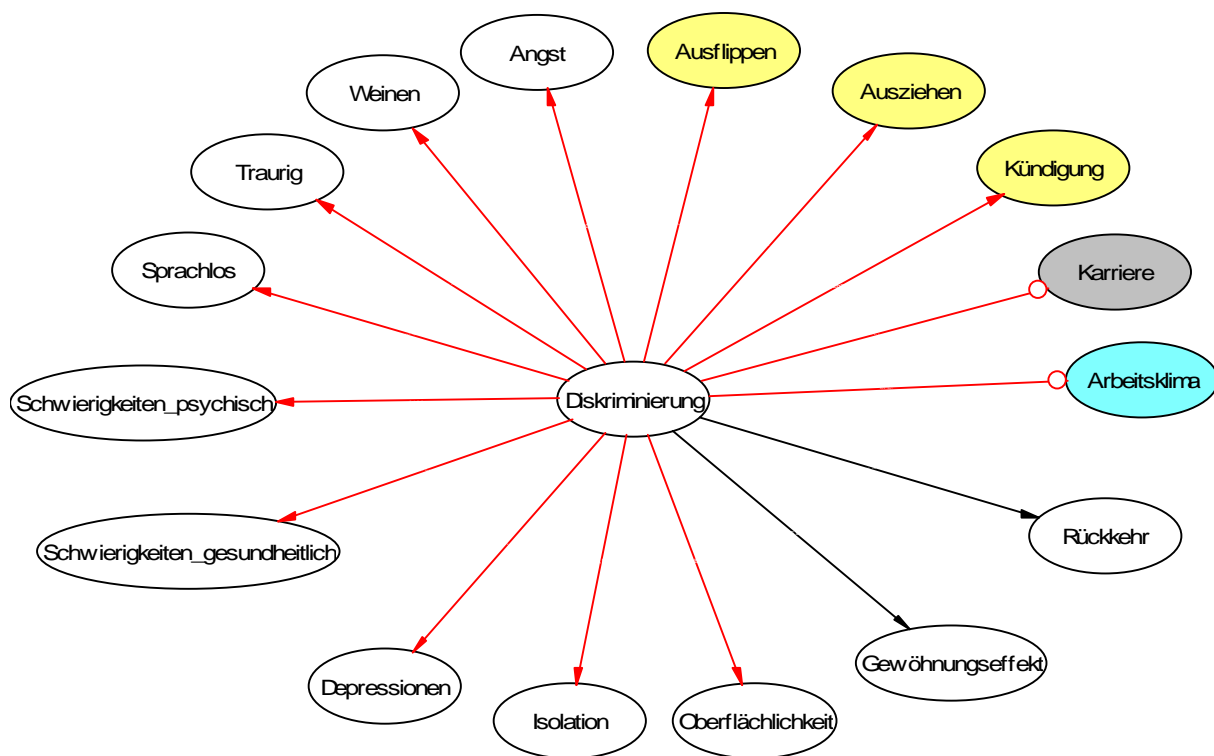 Angst
Ausflippen
Weinen
Ausziehen
Traurig
Kündigung
Sprachlos
Karriere
Arbeitsklima
Schwierigkeiten_psychisch
Diskriminierung
Rückkehr
Schwierigkeiten_gesundheitlich
Gewöhnungseffekt
Depressionen
Isolation
Oberflächlichkeit